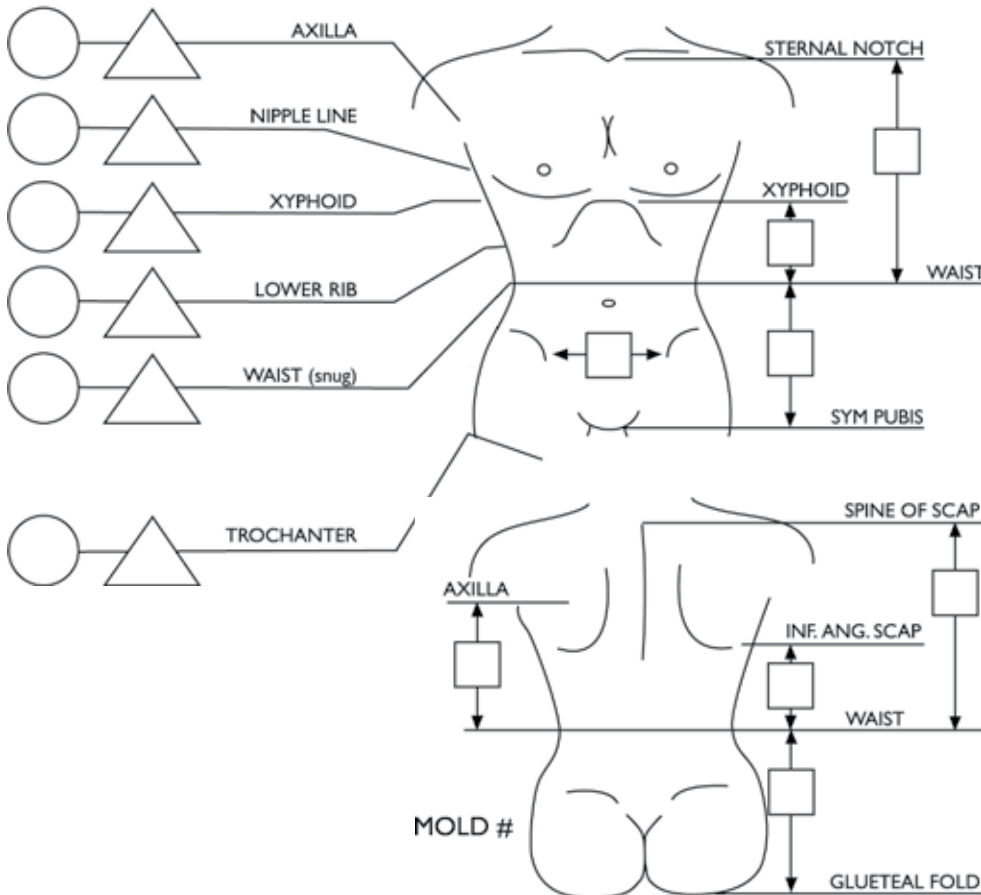 AXILLA
STERNAL NOTCH
NIPPLE LINE
XYPHOID
XYPHOID
WAIST
LOWER RIB
WAIST (snug)
SYM PUBIS
SPINE OF SCAP
TROCHANTER
AXILLA
INF. ANG. SCAP
WAIST
MOLD #
GLUETEAL FOLD